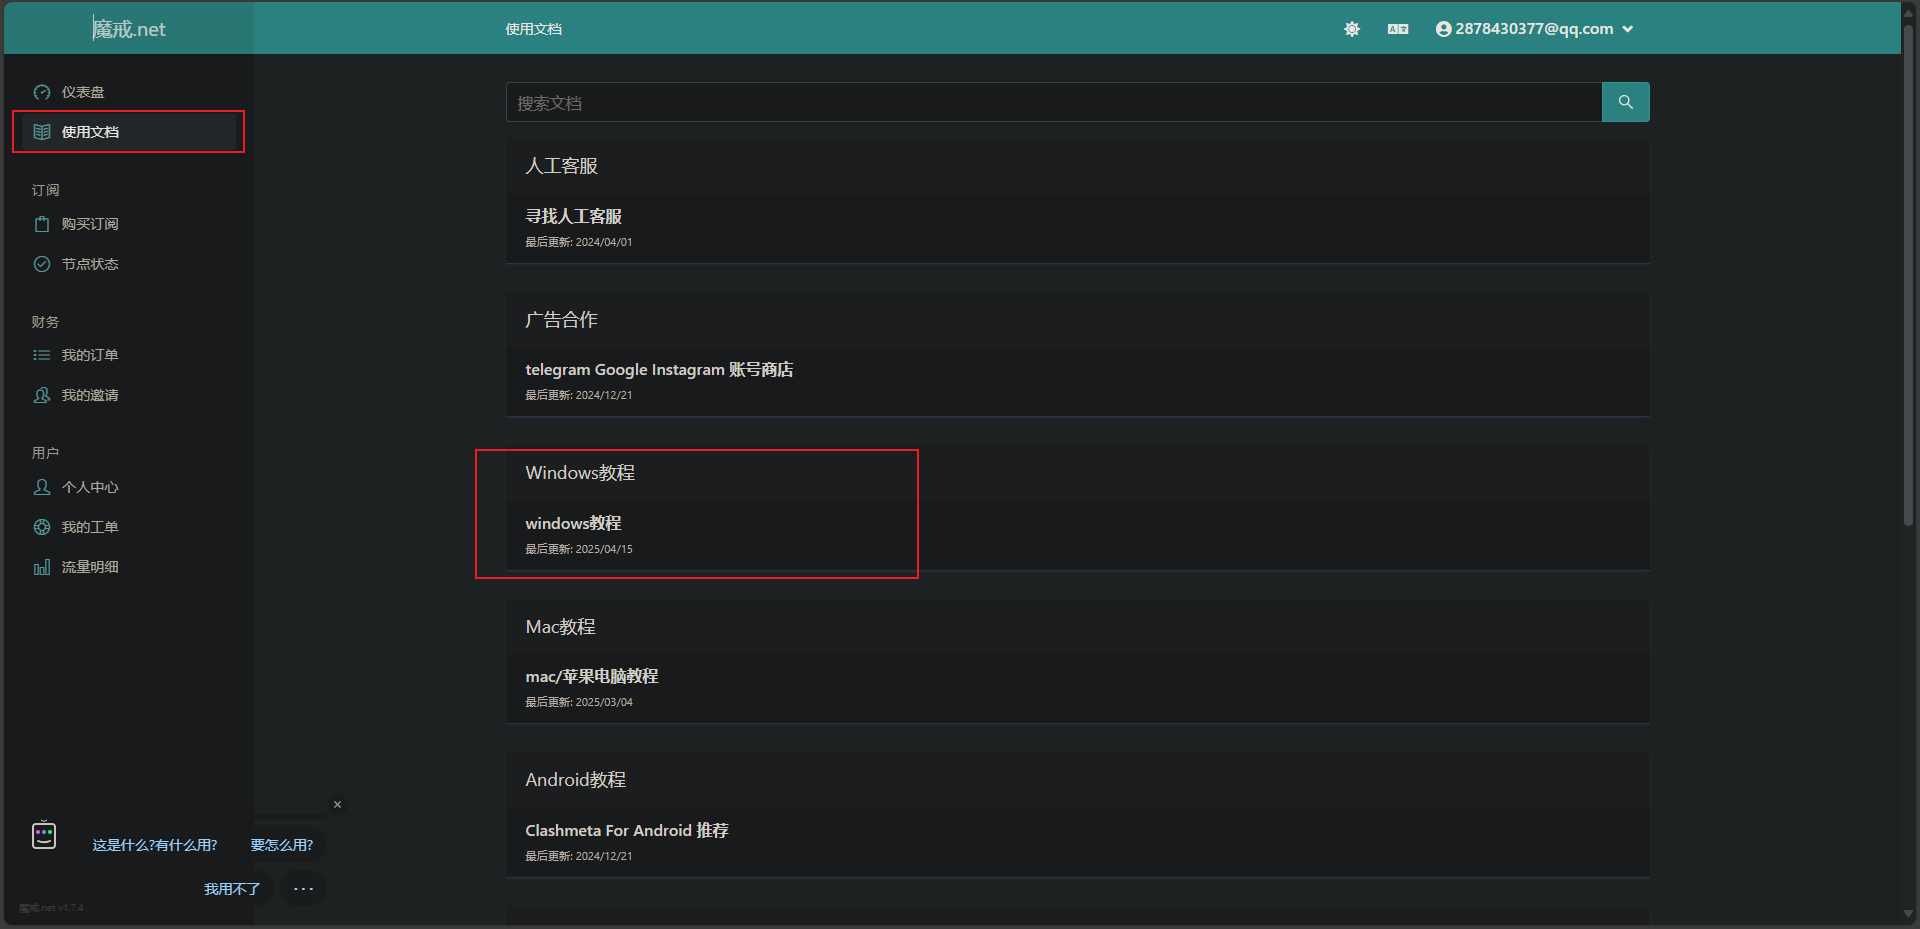 魔戒.net
使用文档
2878430377@qq.com
仪表盘
使用文档
订阅
购买订阅
节点状态
财务
我的订单
我的邀请
用户
个人中心
我的工单
流量明细
搜索文档
人工客服
寻找人工客服
最后更新: 2024/04/01
广告合作
telegram Google Instagram 账号商店
最后更新: 2024/12/21
Windows教程
windows教程
最后更新: 2025/04/15
Mac教程
mac/苹果电脑教程
最后更新: 2025/03/04
Android教程
Clashmeta For Android 推荐
最后更新: 2024/12/21
这是什么?有什么用?
要怎么用?
我用不了
...
魔戒.net v1.7.4